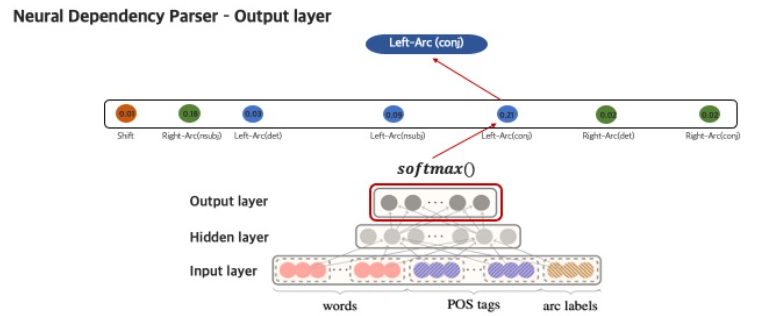 Neural Dependency Parser - Output layer
Left-Arc (conj)
0.01 0.19 0.03 0.09 0.21 0.02 0.02
Shift Right-Arc(nsubj) Left-Arc(det) Left-Arc(nsubj) Left-Arc(conj) Right-Arc(det) Right-Arc(conj)
softmax()
Output layer
...
Hidden layer
...
Input layer
... ...
words POS tags arc labels